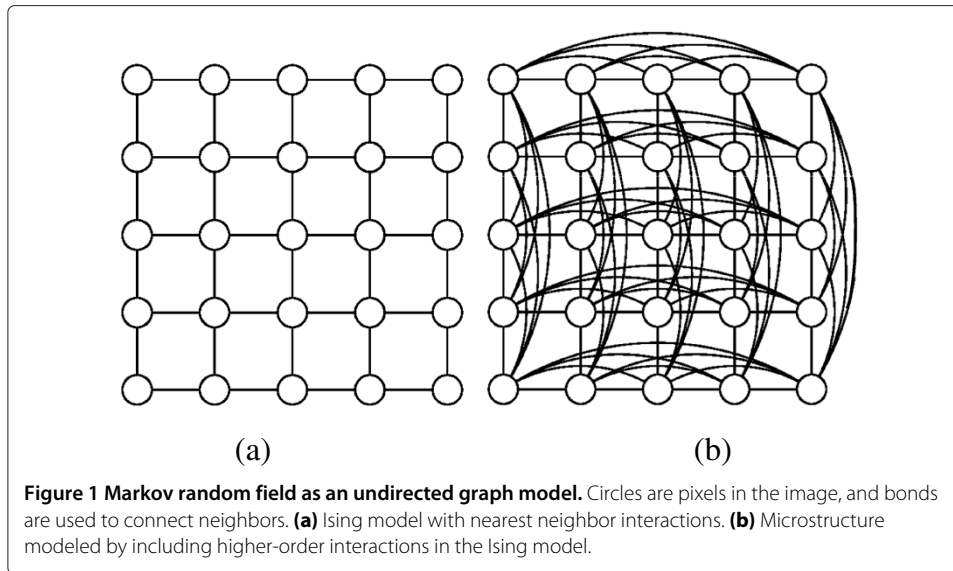 (a)
(b)
Figure 1 Markov random field as an undirected graph model. Circles are pixels in the image, and bonds
are used to connect neighbors. (a) Ising model with nearest neighbor interactions. (b) Microstructure
modeled by including higher-order interactions in the Ising model.